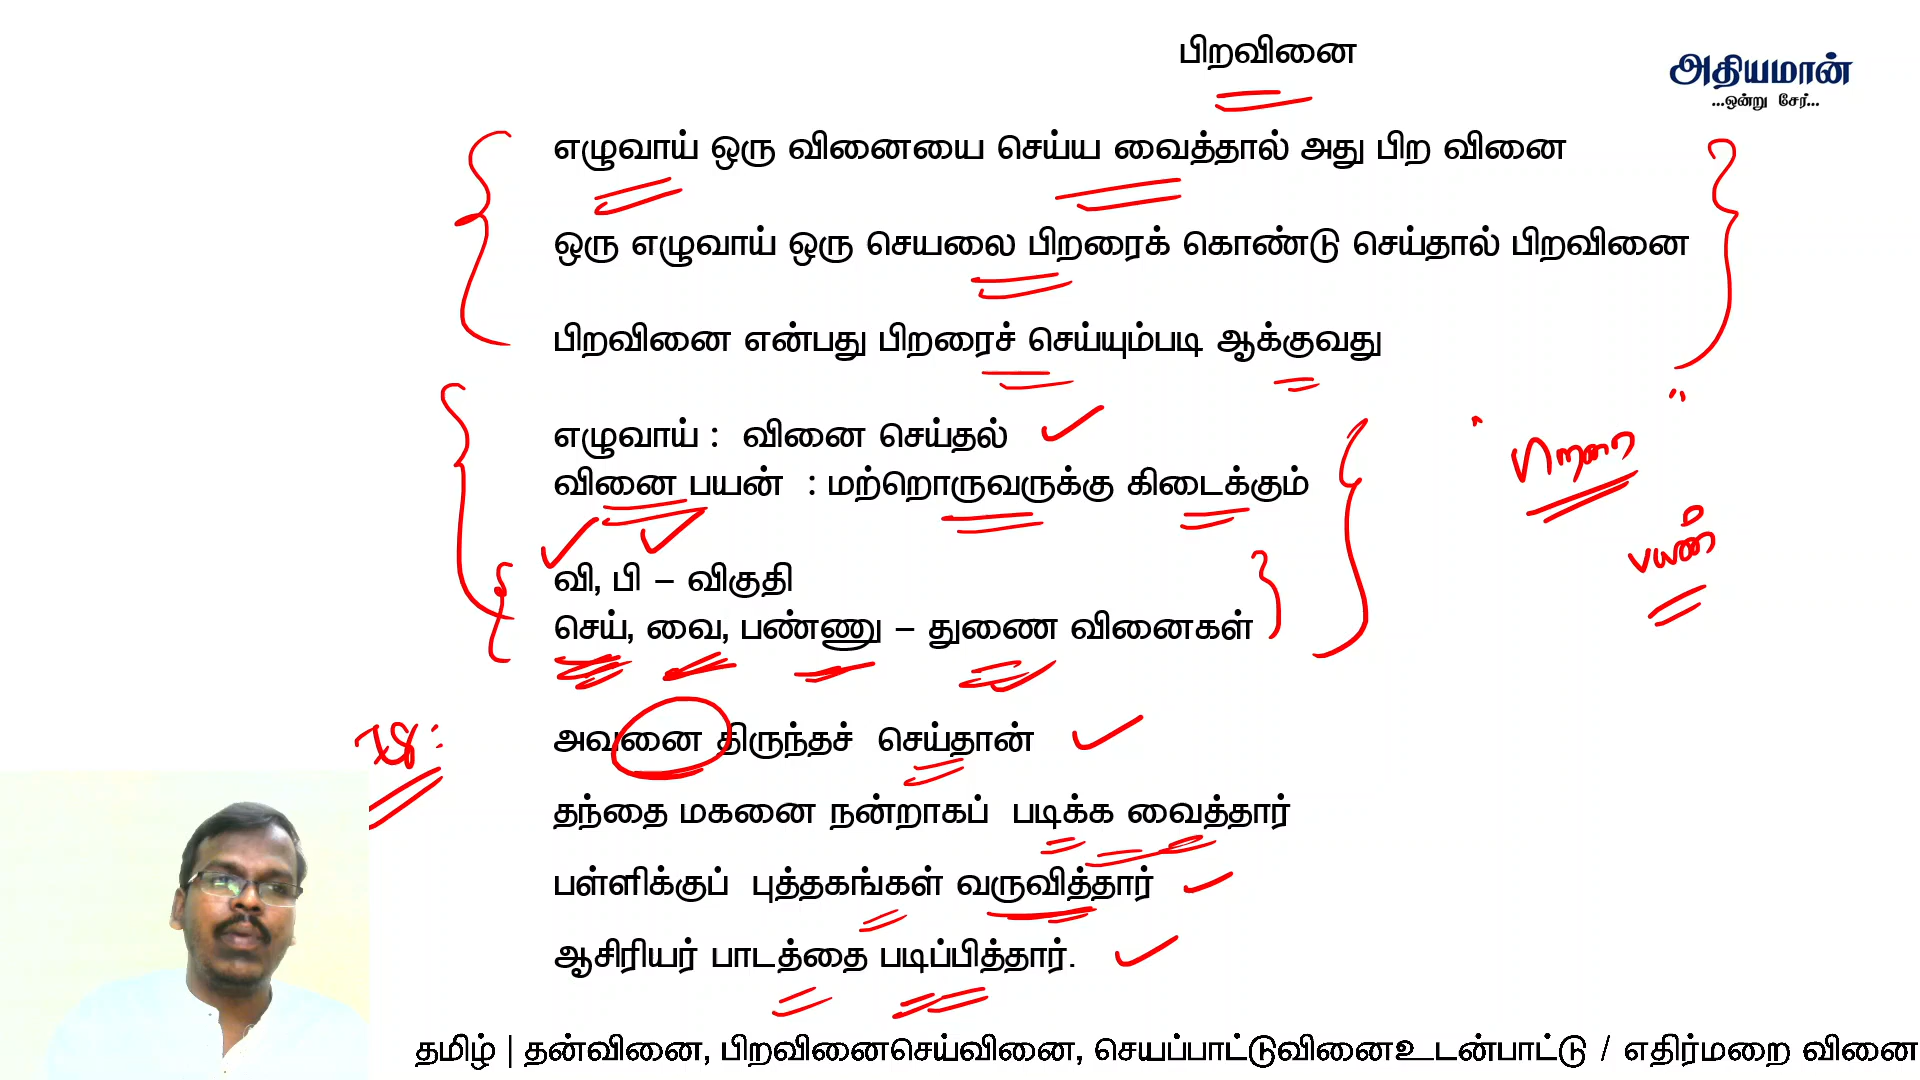 பிறவினை
அதியமான்
...ஒன்று சேர்...
எழுவாய் ஒரு வினையை செய்ய வைத்தால் அது பிற வினை
ஒரு எழுவாய் ஒரு செயலை பிறரைக் கொண்டு செய்தால் பிறவினை
பிறவினை என்பது பிறரைச் செய்யும்படி ஆக்குவது
எழுவாய் : வினை செய்தல்
வினை பயன் : மற்றொருவருக்கு கிடைக்கும்
பயன்
வி, பி – விகுதி
செய், வை, பண்ணு – துணை வினைகள்
அவனை திருந்தச் செய்தான்
தந்தை மகனை நன்றாகப் படிக்க வைத்தார்
பள்ளிக்குப் புத்தகங்கள் வருவித்தார்
ஆசிரியர் பாடத்தை படிப்பித்தார்.
தமிழ் | தன்வினை, பிறவினைசெய்வினை, செயப்பாட்டுவினைஉடன்பாட்டு / எதிர்மறை வினை